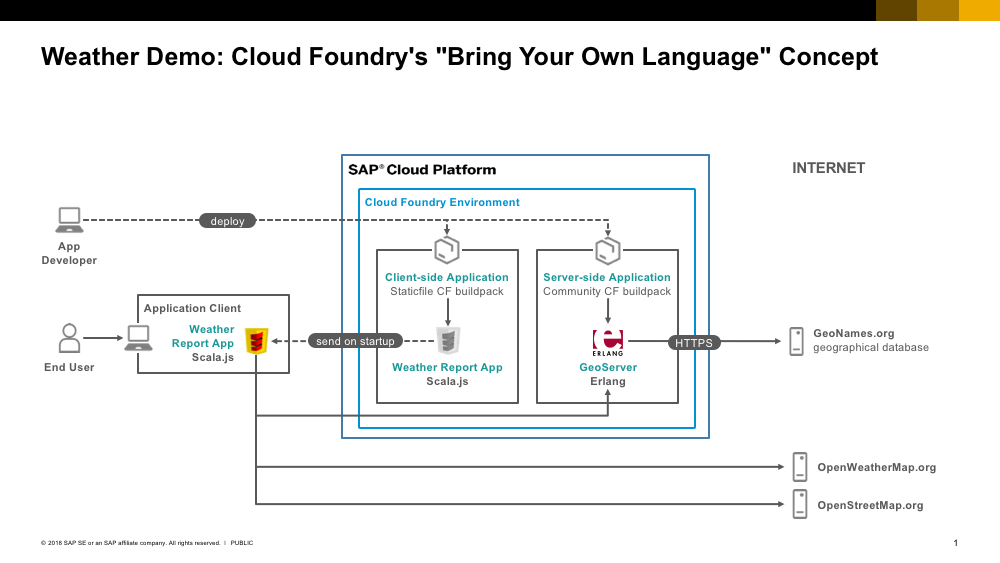 Weather Demo: Cloud Foundry's "Bring Your Own Language" Concept
SAP® Cloud Platform
INTERNET
Cloud Foundry Environment
deploy
App
Developer
Client-side Application
Staticfile CF buildpack
Server-side Application
Community CF buildpack
Application Client
Weather
Report App
Scala.js
End User
send on startup
Weather Report App
Scala.js
ERLANG
GeoServer
Erlang
HTTPS
GeoNames.org
geographical database
OpenWeatherMap.org
OpenStreetMap.org
© 2018 SAP SE or an SAP affiliate company. All rights reserved. ǀ PUBLIC
1